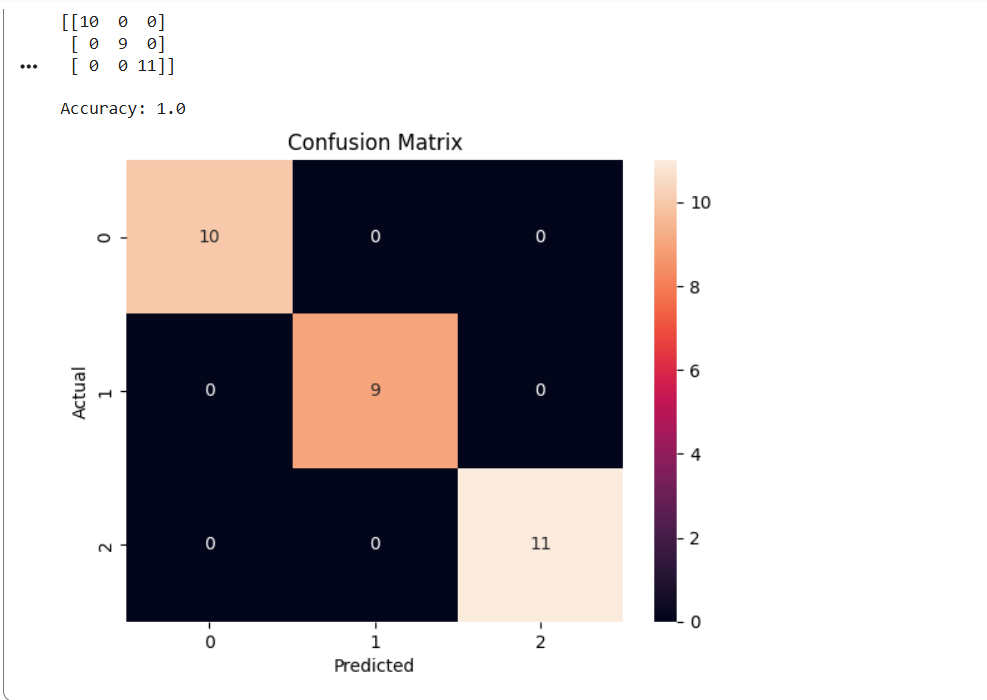 [[10 0 0]
[ 0 9 0]
[ 0 0 11]]
Accuracy: 1.0
Confusion Matrix
10 0 0
0 9 0
0 0 11
0
1
2
Actual
0 1 2
Predicted
10
8
6
4
2
0